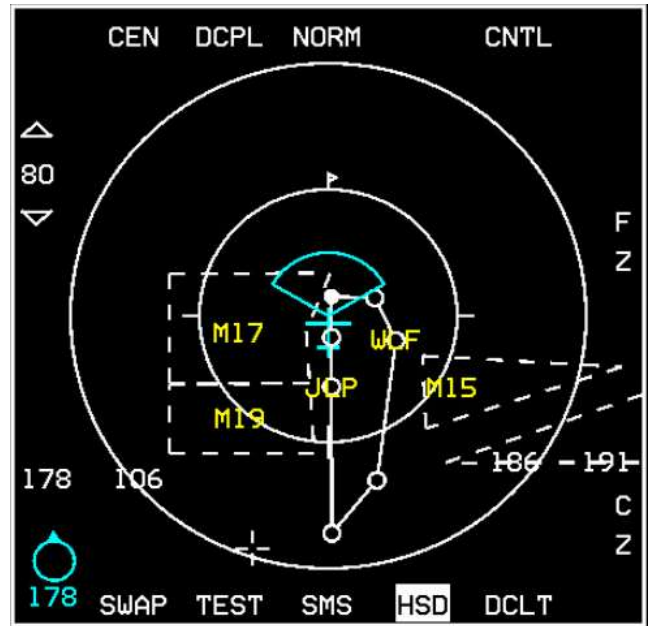 CEN DCPL NORM CNTL
80
F
Z
M17 WCF
JCP M15
M19
186 191
178 106
C
Z
178
SWAP TEST SMS HSD DCLT